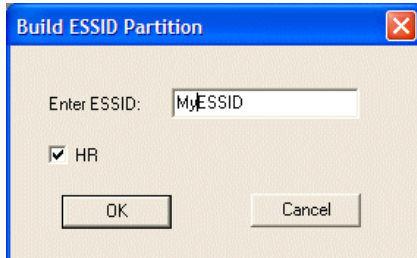 Build ESSID Partition
Enter ESSID: MyESSID
HR
OK Cancel